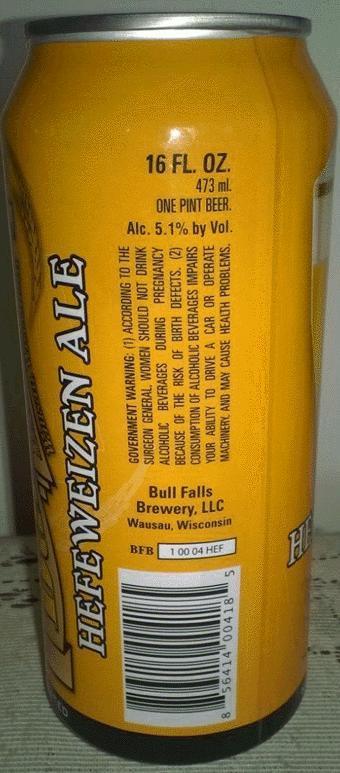 16 FL. OZ.
473 ml.
ONE PINT BEER.
Alc. 5.1% by Vol.
GOVERNMENT WARNING: (1) ACCORDING TO THE
SURGEON GENERAL, WOMEN SHOULD NOT DRINK
ALCOHOLIC BEVERAGES DURING PREGNANCY
BECAUSE OF THE RISK OF BIRTH DEFECTS. (2)
CONSUMPTION OF ALCOHOLIC BEVERAGES IMPAIRS
YOUR ABILITY TO DRIVE A CAR OR OPERATE
MACHINERY, AND MAY CAUSE HEALTH PROBLEMS.
HEFEWEIZEN ALE
Bull Falls
Brewery, LLC
Wausau, Wisconsin
BFB 1 00 04 HEF
8 56414 00418 5
HE